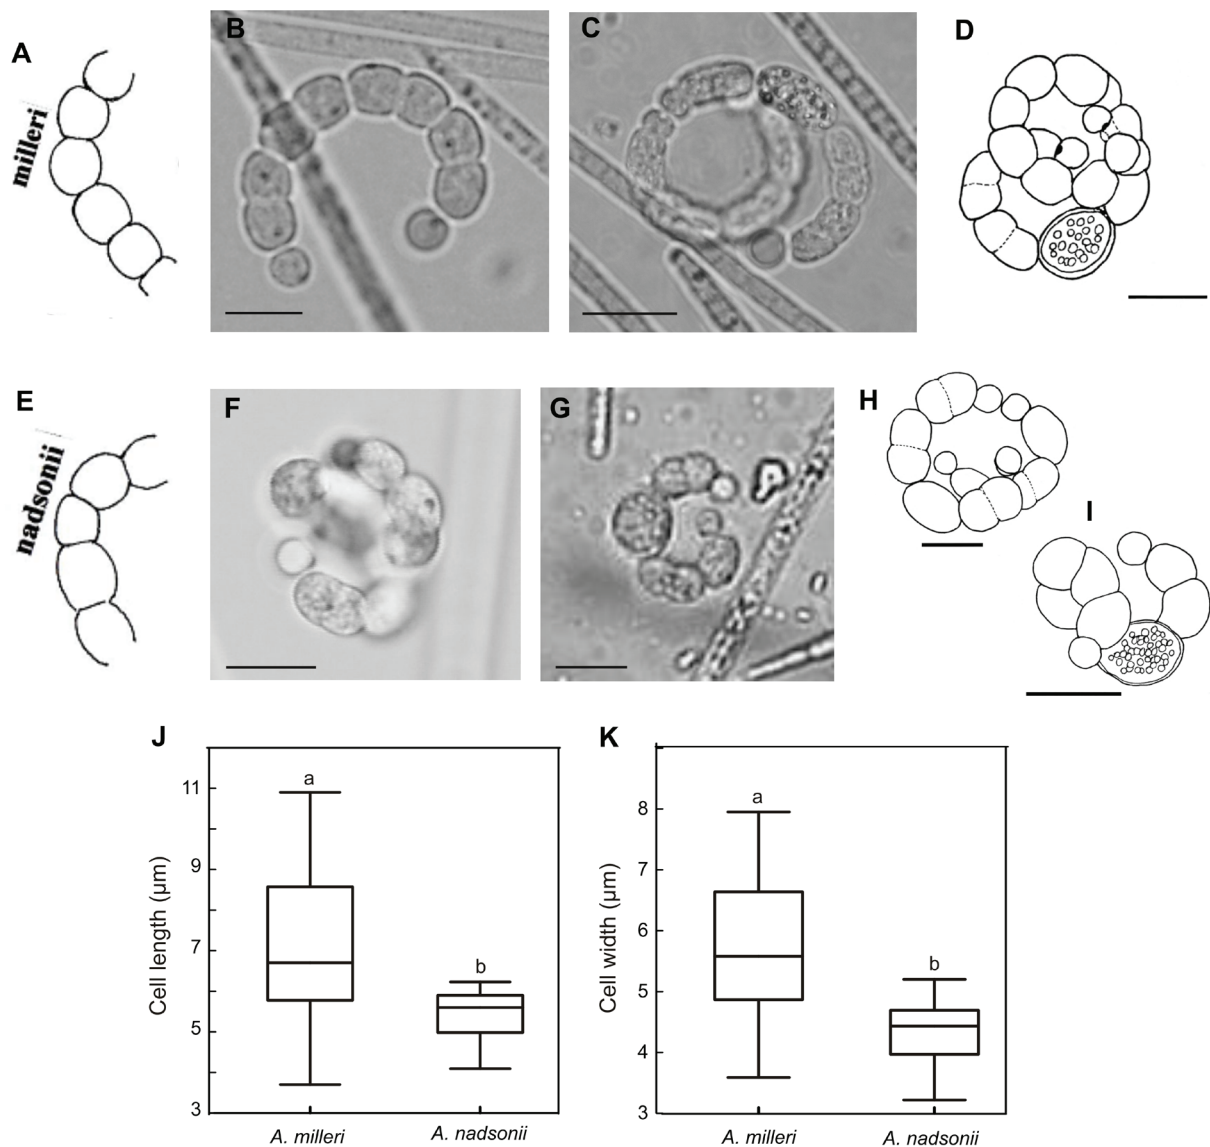 A
milleri
B
C
D
E
nadsonii
F
G
H
I
J
Cell length (μm)
11
9
7
5
3
a
b
A. milleri
A. nadsonii
K
Cell width (μm)
8
7
6
5
4
3
a
b
A. milleri
A. nadsonii